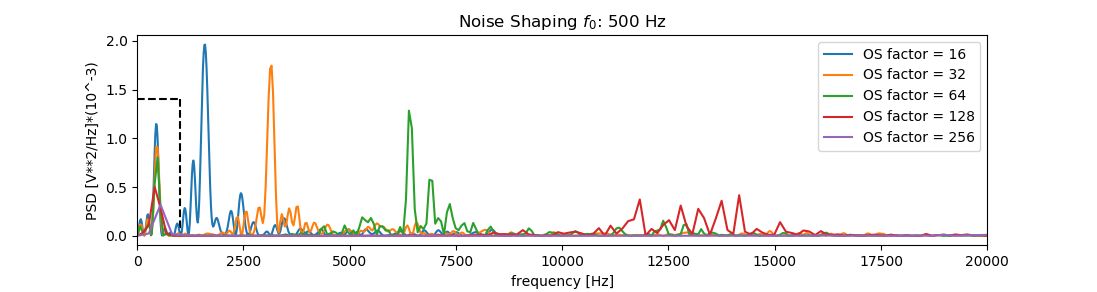 Noise Shaping f0: 500 Hz
PSD [V**2/Hz]*(10^-3)
2.0
1.5
1.0
0.5
0.0
OS factor = 16
OS factor = 32
OS factor = 64
OS factor = 128
OS factor = 256
0 2500 5000 7500 10000 12500 15000 17500 20000
frequency [Hz]